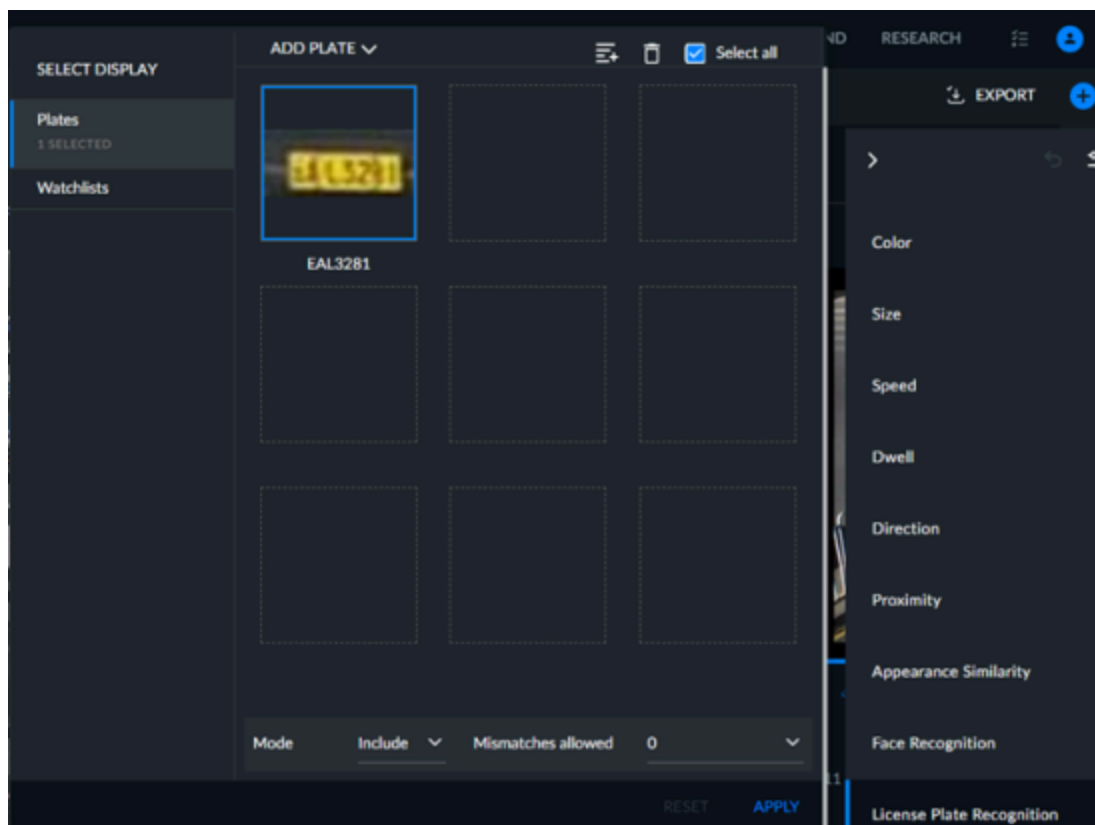 RESEARCH
EXPORT
SELECT DISPLAY
Plates
1 SELECTED
Watchlists
ADD PLATE
Select all
EAL3281
Mode
Include
Mismatches allowed
0
RESET
APPLY
Color
Size
Speed
Dwell
Direction
Proximity
Appearance Similarity
Face Recognition
License Plate Recognition